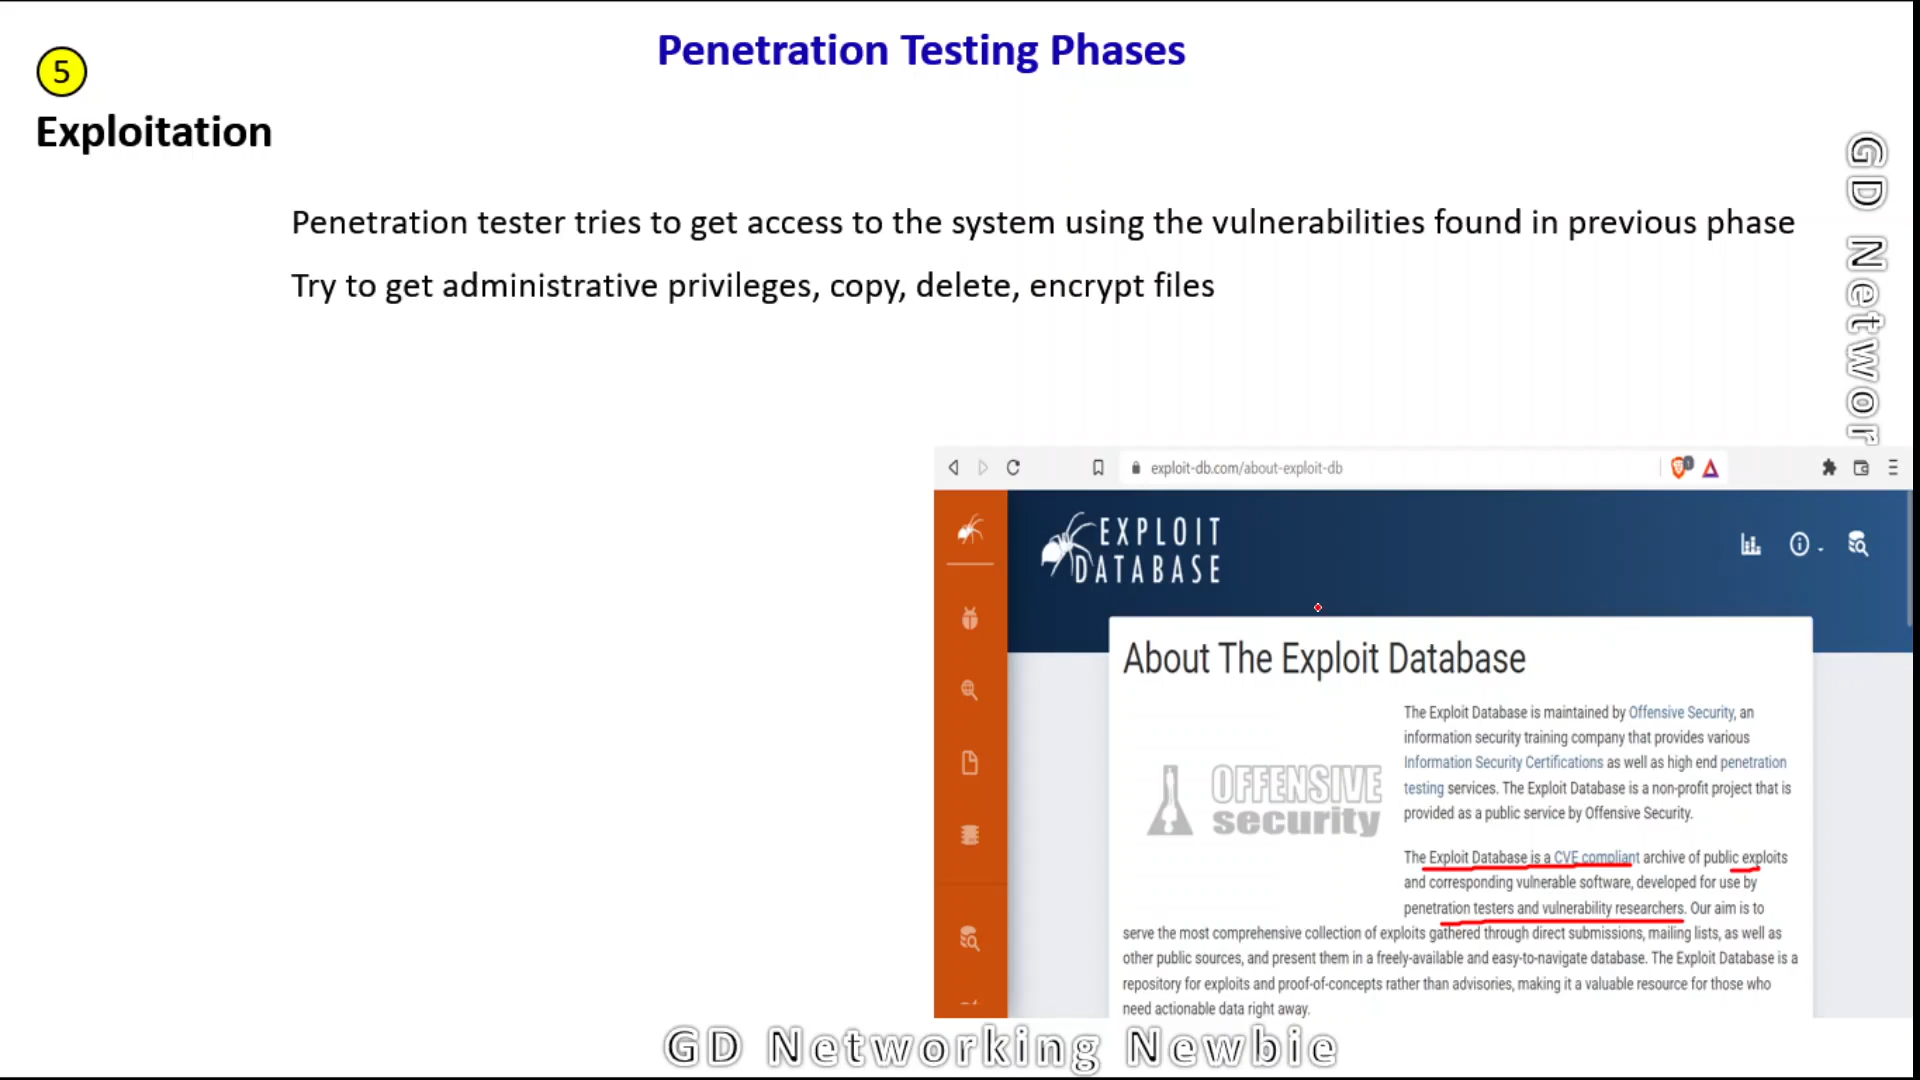 Penetration Testing Phases
5
Exploitation
Penetration tester tries to get access to the system using the vulnerabilities found in previous phase
Try to get administrative privileges, copy, delete, encrypt files
GD Networ
exploit-db.com/about-exploit-db
1
EXPLOIT
DATABASE
About The Exploit Database
OFFENSIVE
security
The Exploit Database is maintained by Offensive Security, an
information security training company that provides various
Information Security Certifications as well as high end penetration
testing services. The Exploit Database is a non-profit project that is
provided as a public service by Offensive Security.
The Exploit Database is a CVE compliant archive of public exploits
and corresponding vulnerable software, developed for use by
penetration testers and vulnerability researchers. Our aim is to
serve the most comprehensive collection of exploits gathered through direct submissions, mailing lists, as well as
other public sources, and present them in a freely-available and easy-to-navigate database. The Exploit Database is a
repository for exploits and proof-of-concepts rather than advisories, making it a valuable resource for those who
need actionable data right away.
GD Networking Newbie